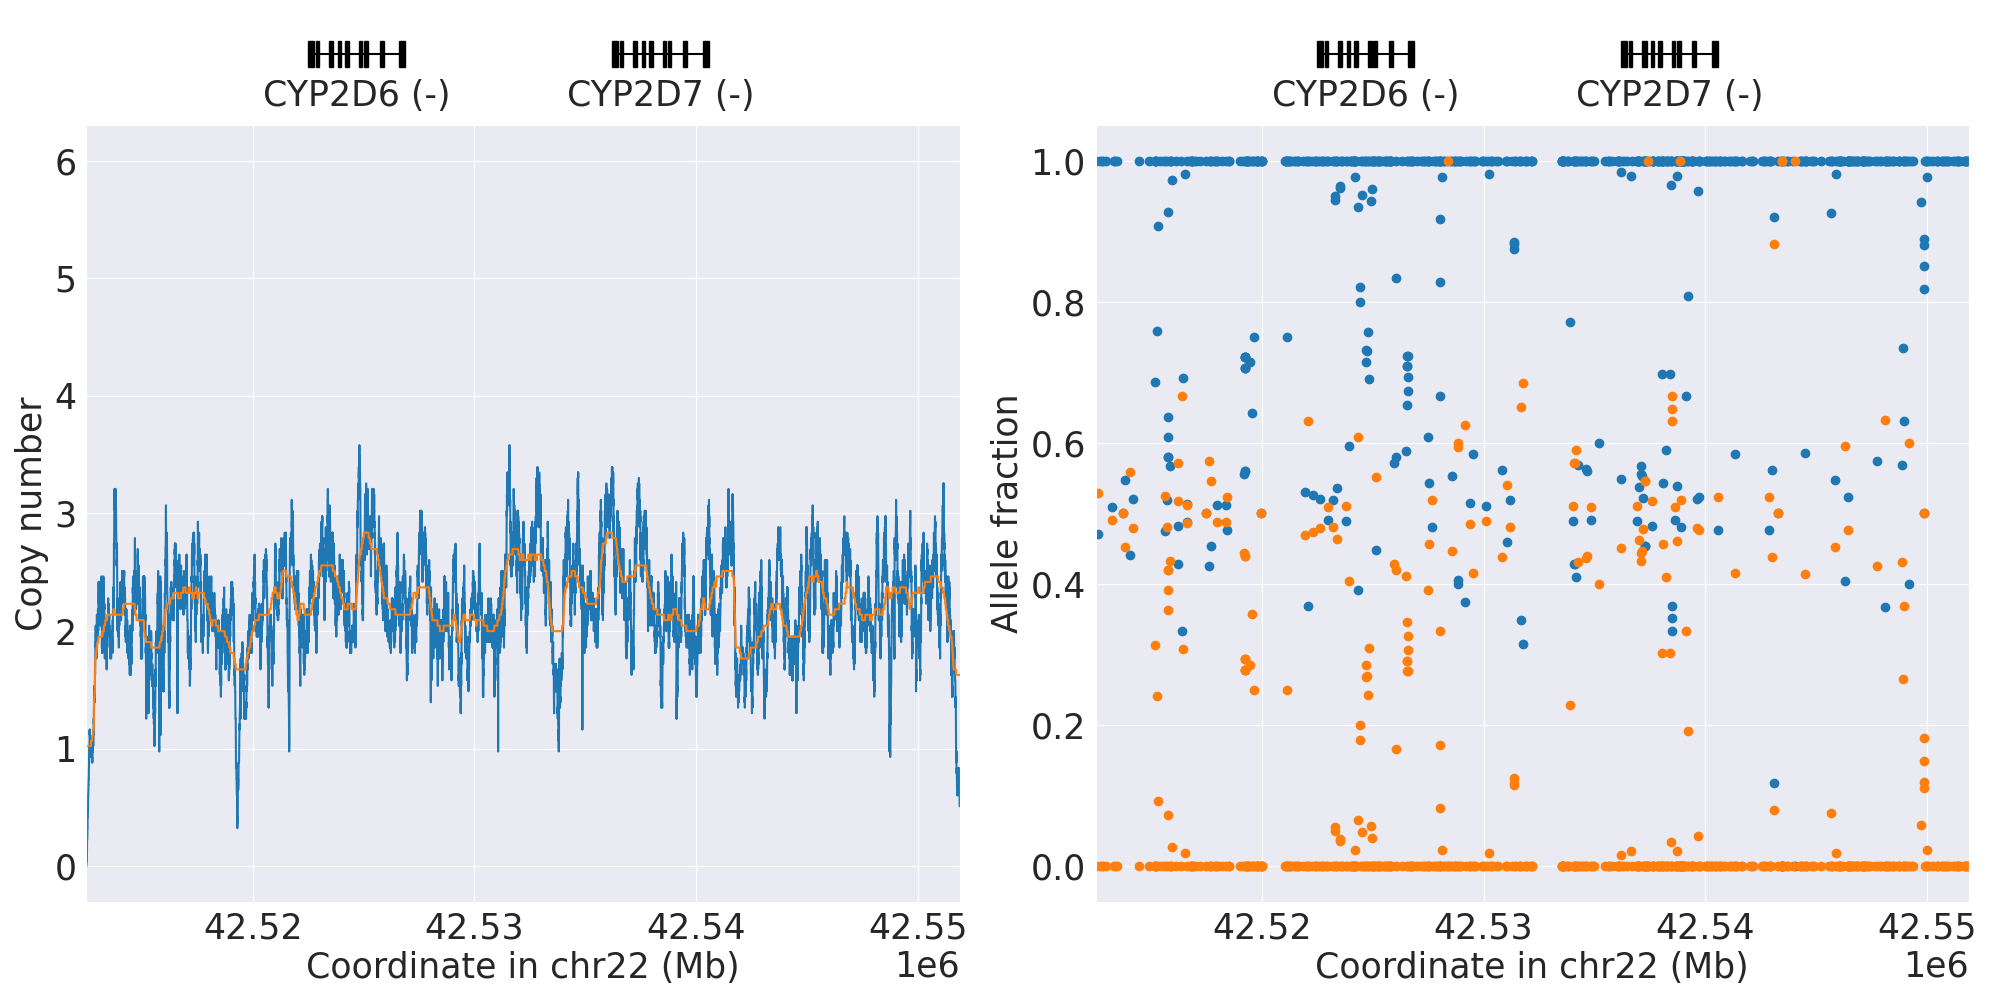 CYP2D6 (-) CYP2D7 (-)
6
5
4
3
2
1
0
Copy number
42.52 42.53 42.54 42.55
Coordinate in chr22 (Mb)
1e6
CYP2D6 (-) CYP2D7 (-)
1.0
0.8
0.6
0.4
0.2
0.0
Allele fraction
42.52 42.53 42.54 42.55
Coordinate in chr22 (Mb)
1e6